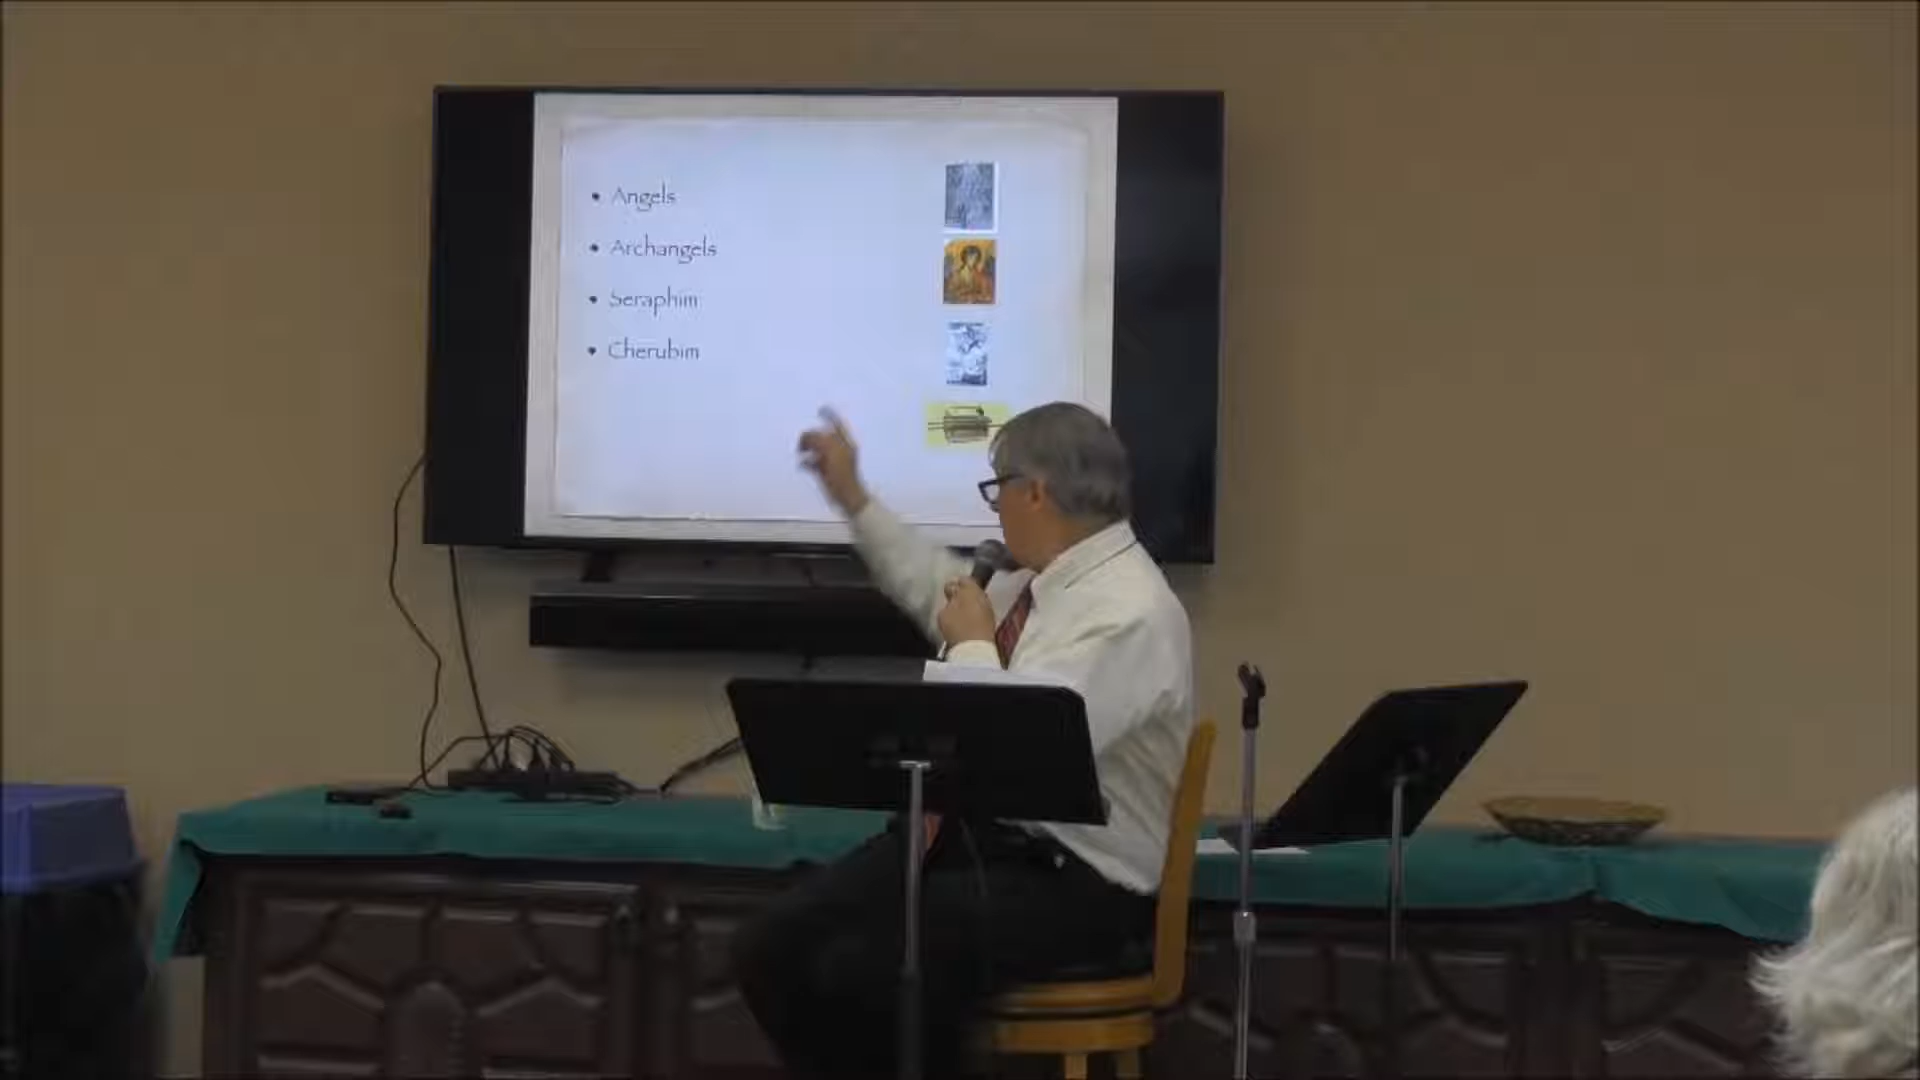 • Angels
• Archangels
• Seraphim
• Cherubim